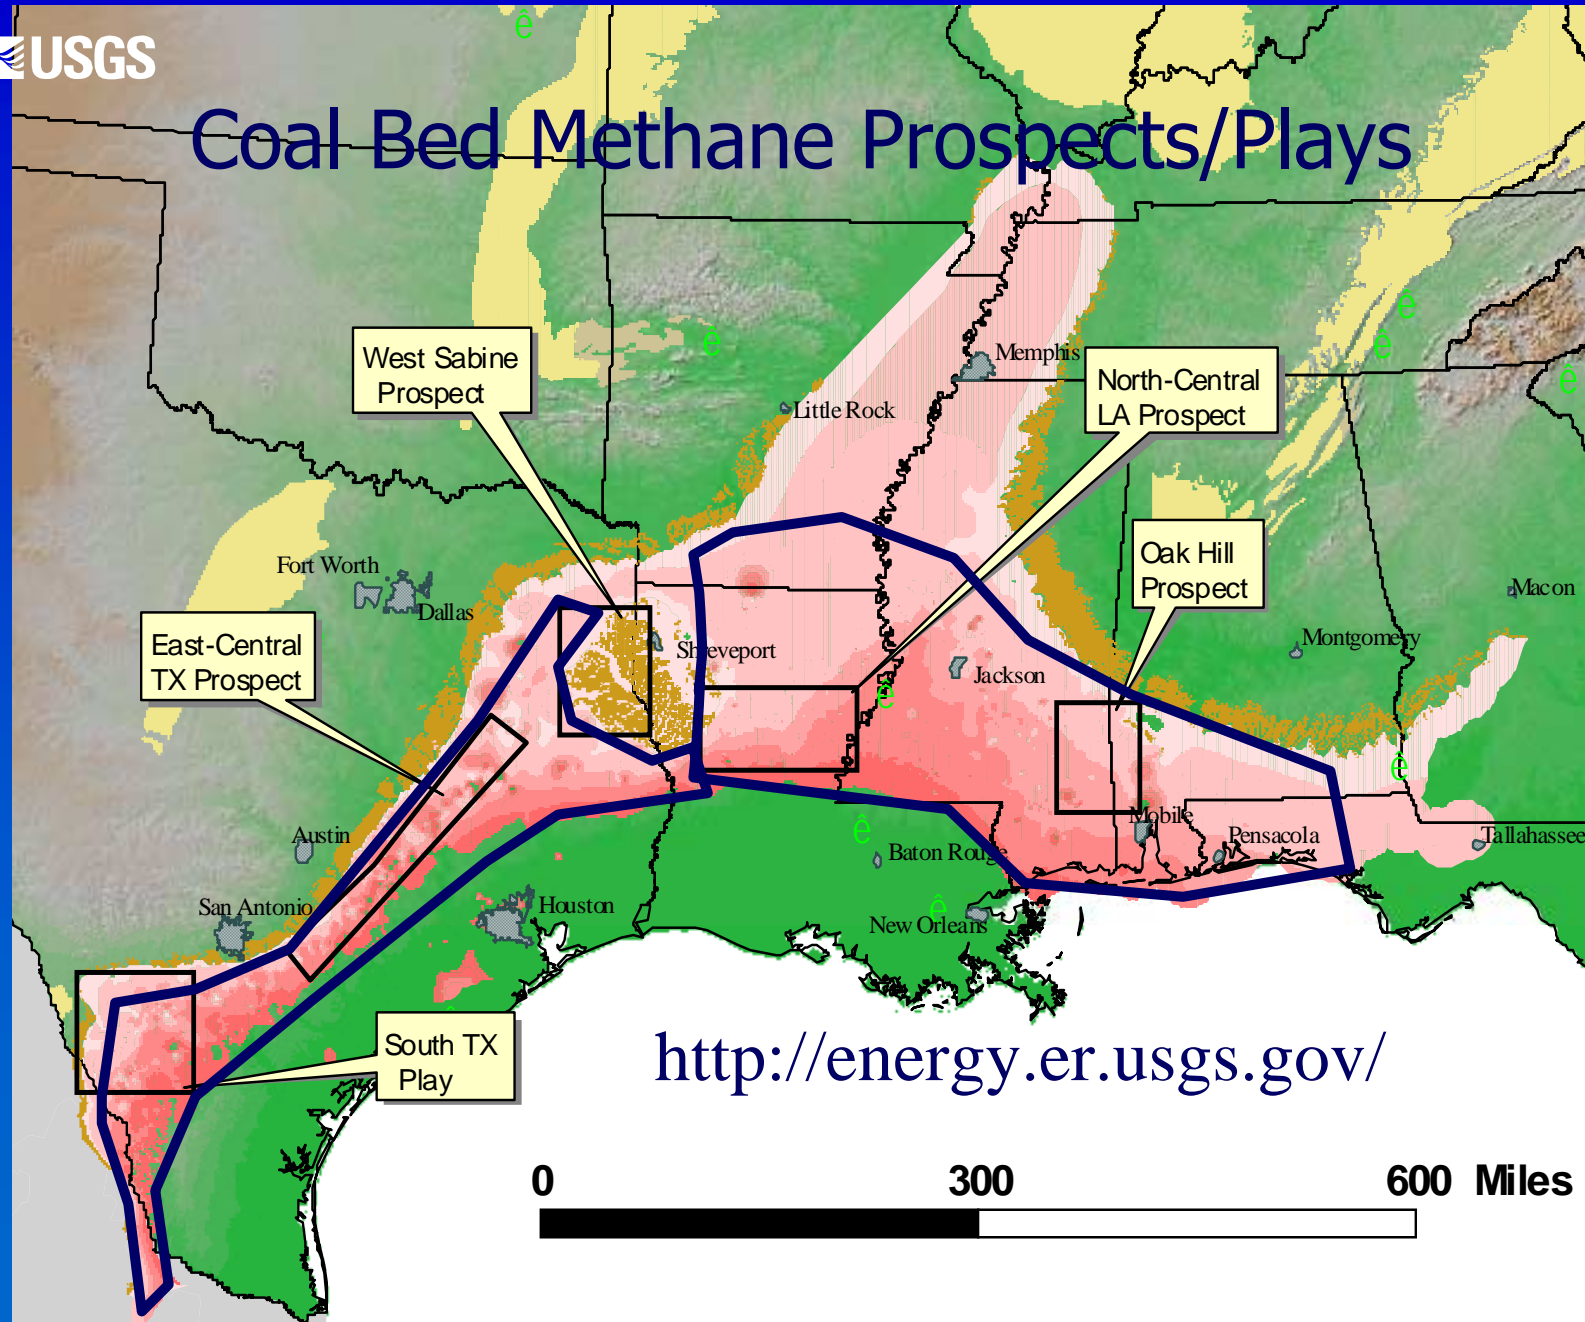 USGS
Coal Bed Methane Prospects/Plays
West Sabine
Prospect
Memphis
North-Central
LA Prospect
Little Rock
Oak Hill
Prospect
Fort Worth
Dallas
Macon
East-Central
TX Prospect
Shreveport
Montgomery
Jackson
Austin
Mobile
Pensacola
Tallahassee
Baton Rouge
San Antonio
Houston
New Orleans
South TX
Play
http://energy.er.usgs.gov/
0 300 600 Miles
ê
ê
ê
ê
ê
ê
ê
ê
ê